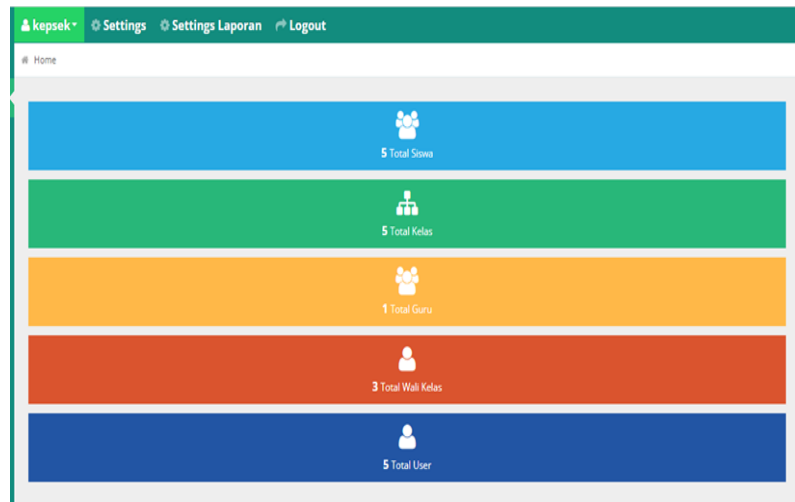 kepsek Settings Settings Laporan Logout
Home
5 Total Siswa
5 Total Kelas
1 Total Guru
3 Total Wali Kelas
5 Total User